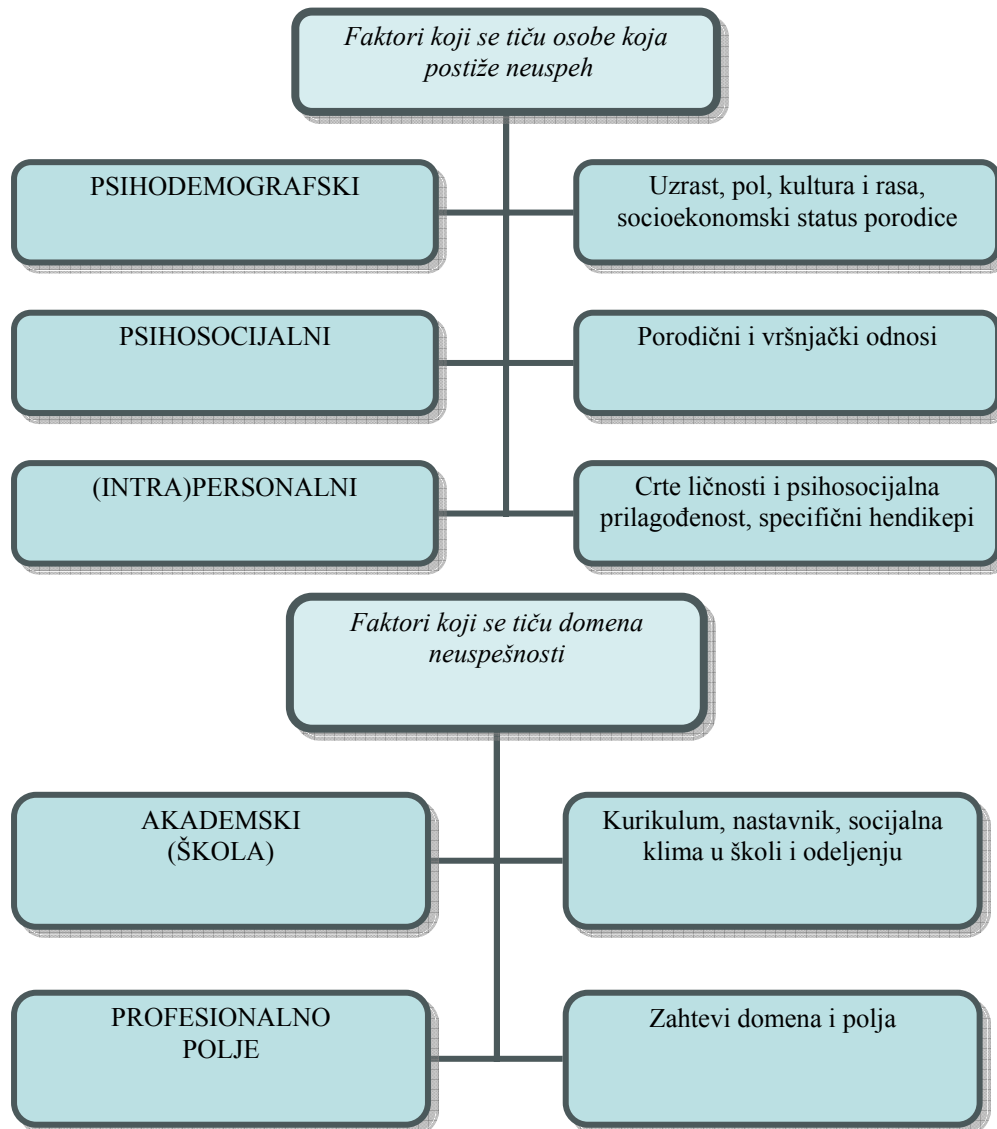 Faktori koji se tiču osobe koja
postiže neuspeh
PSIHODEMOGRAFSKI
Uzrast, pol, kultura i rasa,
socioekonomski status porodice
PSIHOSOCIJALNI
Porodični i vršnjački odnosi
(INTRA)PERSONALNI
Crte ličnosti i psihosocijalna
prilagođenost, specifični hendikepi
Faktori koji se tiču domena
neuspešnosti
AKADEMSKI
(ŠKOLA)
Kurikulum, nastavnik, socijalna
klima u školi i odeljenju
PROFESIONALNO
POLJE
Zahtevi domena i polja